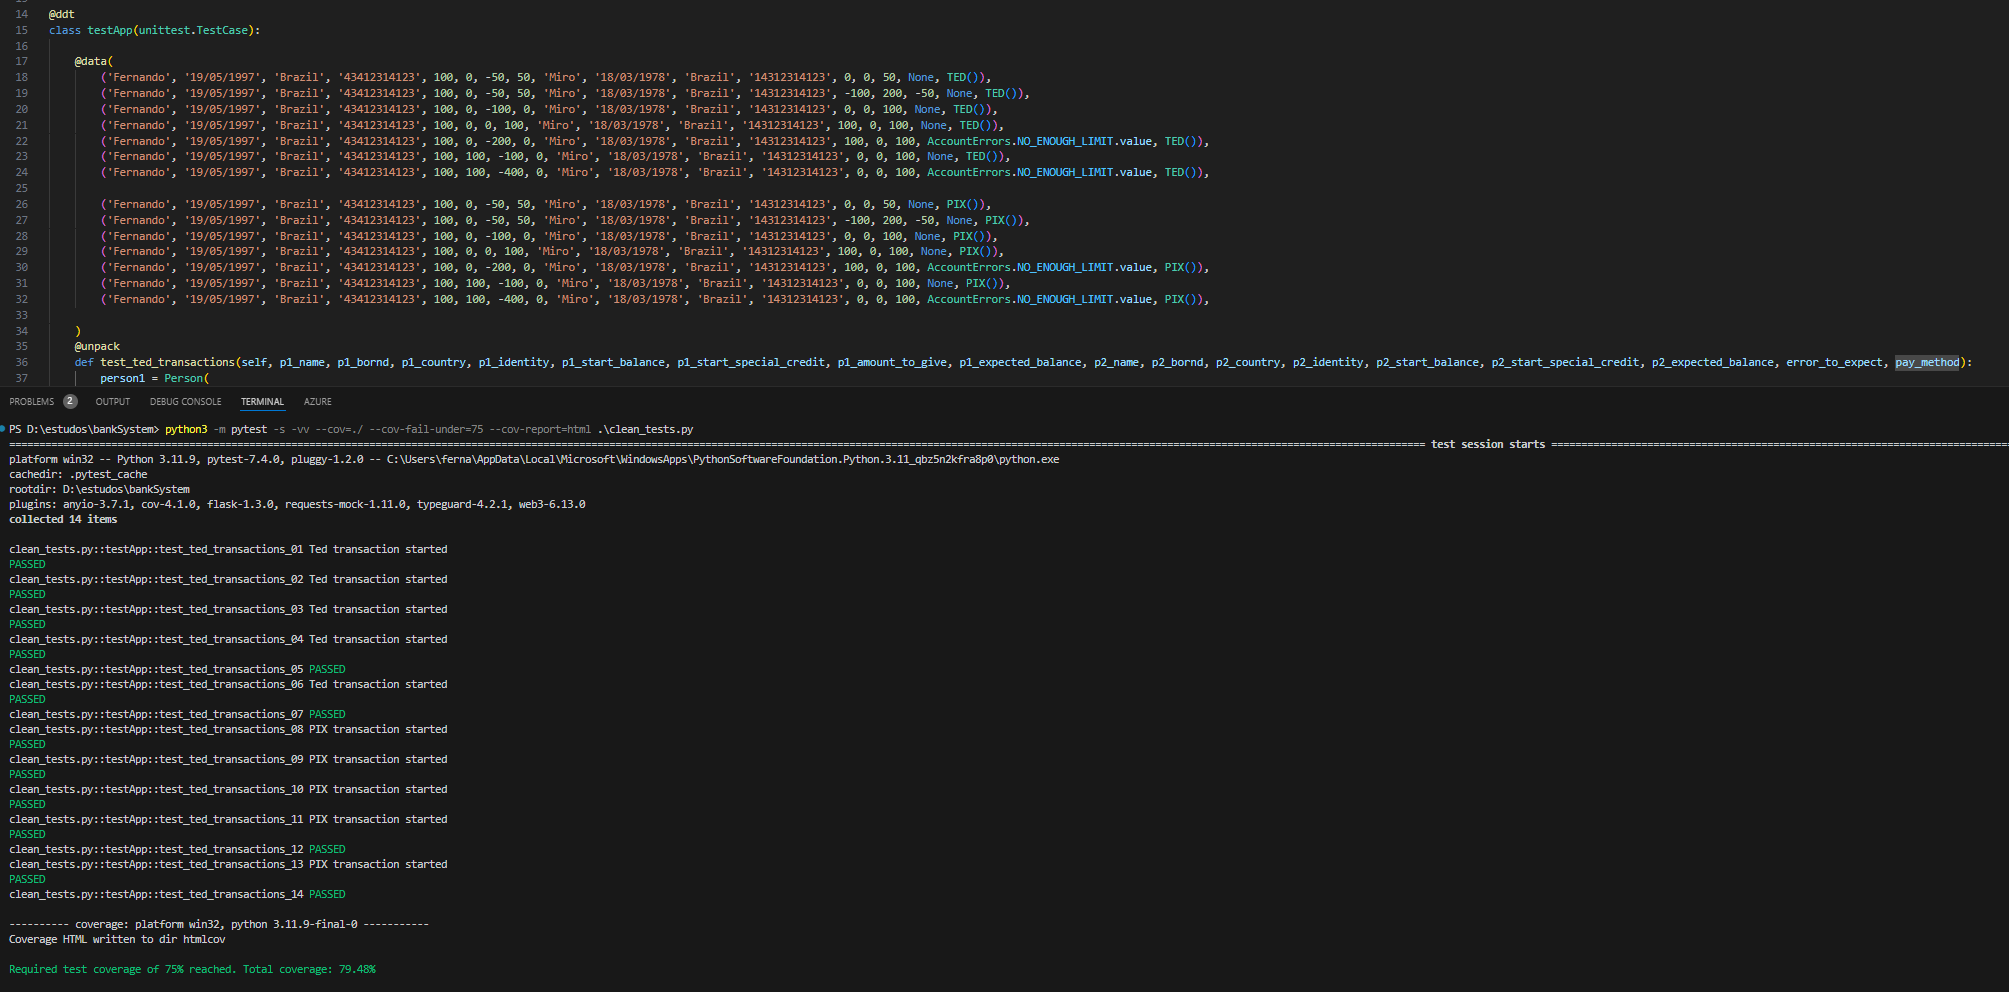 14 @ddt
15 class testApp(unittest.TestCase):
16
17 @data(
18 ('Fernando', '19/05/1997', 'Brazil', '43412314123', 100, 0, -50, 50, 'Miro', '18/03/1978', 'Brazil', '14312314123', 0, 0, 50, None, TED()),
19 ('Fernando', '19/05/1997', 'Brazil', '43412314123', 100, 0, -50, 50, 'Miro', '18/03/1978', 'Brazil', '14312314123', -100, 200, -50, None, TED()),
20 ('Fernando', '19/05/1997', 'Brazil', '43412314123', 100, 0, -100, 0, 'Miro', '18/03/1978', 'Brazil', '14312314123', 0, 0, 100, None, TED()),
21 ('Fernando', '19/05/1997', 'Brazil', '43412314123', 100, 0, 0, 100, 'Miro', '18/03/1978', 'Brazil', '14312314123', 100, 0, 100, None, TED()),
22 ('Fernando', '19/05/1997', 'Brazil', '43412314123', 100, 0, -200, 0, 'Miro', '18/03/1978', 'Brazil', '14312314123', 100, 0, 100, AccountErrors.NO_ENOUGH_LIMIT.value, TED()),
23 ('Fernando', '19/05/1997', 'Brazil', '43412314123', 100, 100, -100, 0, 'Miro', '18/03/1978', 'Brazil', '14312314123', 0, 0, 100, None, TED()),
24 ('Fernando', '19/05/1997', 'Brazil', '43412314123', 100, 100, -400, 0, 'Miro', '18/03/1978', 'Brazil', '14312314123', 0, 0, 100, AccountErrors.NO_ENOUGH_LIMIT.value, TED()),
25
26 ('Fernando', '19/05/1997', 'Brazil', '43412314123', 100, 0, -50, 50, 'Miro', '18/03/1978', 'Brazil', '14312314123', 0, 0, 50, None, PIX()),
27 ('Fernando', '19/05/1997', 'Brazil', '43412314123', 100, 0, -50, 50, 'Miro', '18/03/1978', 'Brazil', '14312314123', -100, 200, -50, None, PIX()),
28 ('Fernando', '19/05/1997', 'Brazil', '43412314123', 100, 0, -100, 0, 'Miro', '18/03/1978', 'Brazil', '14312314123', 0, 0, 100, None, PIX()),
29 ('Fernando', '19/05/1997', 'Brazil', '43412314123', 100, 0, 0, 100, 'Miro', '18/03/1978', 'Brazil', '14312314123', 100, 0, 100, None, PIX()),
30 ('Fernando', '19/05/1997', 'Brazil', '43412314123', 100, 0, -200, 0, 'Miro', '18/03/1978', 'Brazil', '14312314123', 100, 0, 100, AccountErrors.NO_ENOUGH_LIMIT.value, PIX()),
31 ('Fernando', '19/05/1997', 'Brazil', '43412314123', 100, 100, -100, 0, 'Miro', '18/03/1978', 'Brazil', '14312314123', 0, 0, 100, None, PIX()),
32 ('Fernando', '19/05/1997', 'Brazil', '43412314123', 100, 100, -400, 0, 'Miro', '18/03/1978', 'Brazil', '14312314123', 0, 0, 100, AccountErrors.NO_ENOUGH_LIMIT.value, PIX()),
33
34 )
35 @unpack
36 def test_ted_transactions(self, p1_name, p1_bornd, p1_country, p1_identity, p1_start_balance, p1_start_special_credit, p1_amount_to_give, p1_expected_balance, p2_name, p2_bornd, p2_country, p2_identity, p2_start_balance, p2_start_special_credit, p2_expected_balance, error_to_expect, pay_method):
37 person1 = Person(
PROBLEMS 2 OUTPUT DEBUG CONSOLE TERMINAL AZURE
PS D:\estudos\bankSystem> python3 -m pytest -s -vv --cov=./ --cov-fail-under=75 --cov-report=html .\clean_tests.py
test session starts
platform win32 -- Python 3.11.9, pytest-7.4.0, pluggy-1.2.0 -- C:\Users\ferna\AppData\Local\Microsoft\WindowsApps\PythonSoftwareFoundation.Python.3.11_qbz5n2kfra8p0\python.exe
cachedir: .pytest_cache
rootdir: D:\estudos\bankSystem
plugins: anyio-3.7.1, cov-4.1.0, flask-1.3.0, requests-mock-1.11.0, typeguard-4.2.1, web3-6.13.0
collected 14 items
clean_tests.py::testApp::test_ted_transactions_01 Ted transaction started
PASSED
clean_tests.py::testApp::test_ted_transactions_02 Ted transaction started
PASSED
clean_tests.py::testApp::test_ted_transactions_03 Ted transaction started
PASSED
clean_tests.py::testApp::test_ted_transactions_04 Ted transaction started
PASSED
clean_tests.py::testApp::test_ted_transactions_05 PASSED
clean_tests.py::testApp::test_ted_transactions_06 Ted transaction started
PASSED
clean_tests.py::testApp::test_ted_transactions_07 PASSED
clean_tests.py::testApp::test_ted_transactions_08 PIX transaction started
PASSED
clean_tests.py::testApp::test_ted_transactions_09 PIX transaction started
PASSED
clean_tests.py::testApp::test_ted_transactions_10 PIX transaction started
PASSED
clean_tests.py::testApp::test_ted_transactions_11 PIX transaction started
PASSED
clean_tests.py::testApp::test_ted_transactions_12 PASSED
clean_tests.py::testApp::test_ted_transactions_13 PIX transaction started
PASSED
clean_tests.py::testApp::test_ted_transactions_14 PASSED
---------- coverage: platform win32, python 3.11.9-final-0 -----------
Coverage HTML written to dir htmlcov
Required test coverage of 75% reached. Total coverage: 79.48%